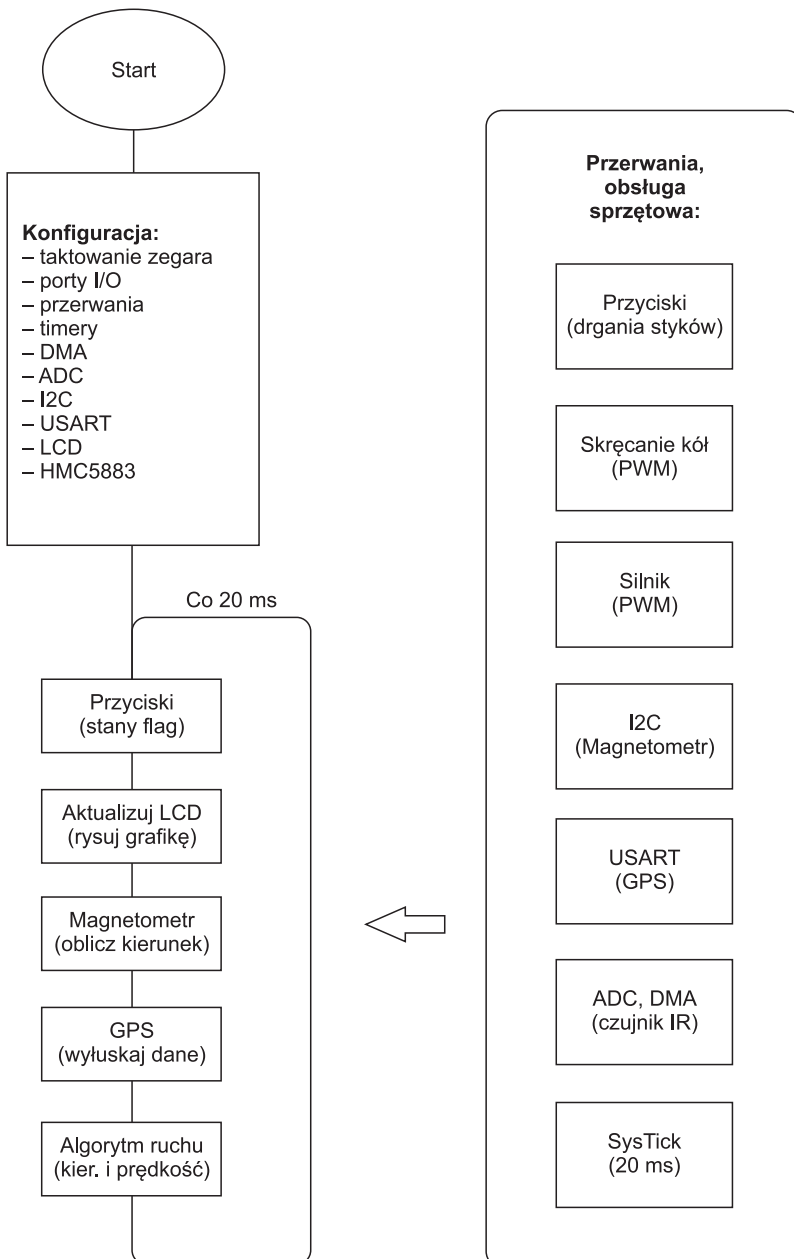 Start
Konfiguracja:
– taktowanie zegara
– porty I/O
– przerwania
– timery
– DMA
– ADC
– I2C
– USART
– LCD
– HMC5883
Co 20 ms
Przyciski
(stany flag)
Aktualizuj LCD
(rysuj grafikę)
Magnetometr
(oblicz kierunek)
GPS
(wyłuskaj dane)
Algorytm ruchu
(kier. i prędkość)
Przerwania,
obsługa
sprzętowa:
Przyciski
(drgania styków)
Skręcanie kół
(PWM)
Silnik
(PWM)
I2C
(Magnetometr)
USART
(GPS)
ADC, DMA
(czujnik IR)
SysTick
(20 ms)